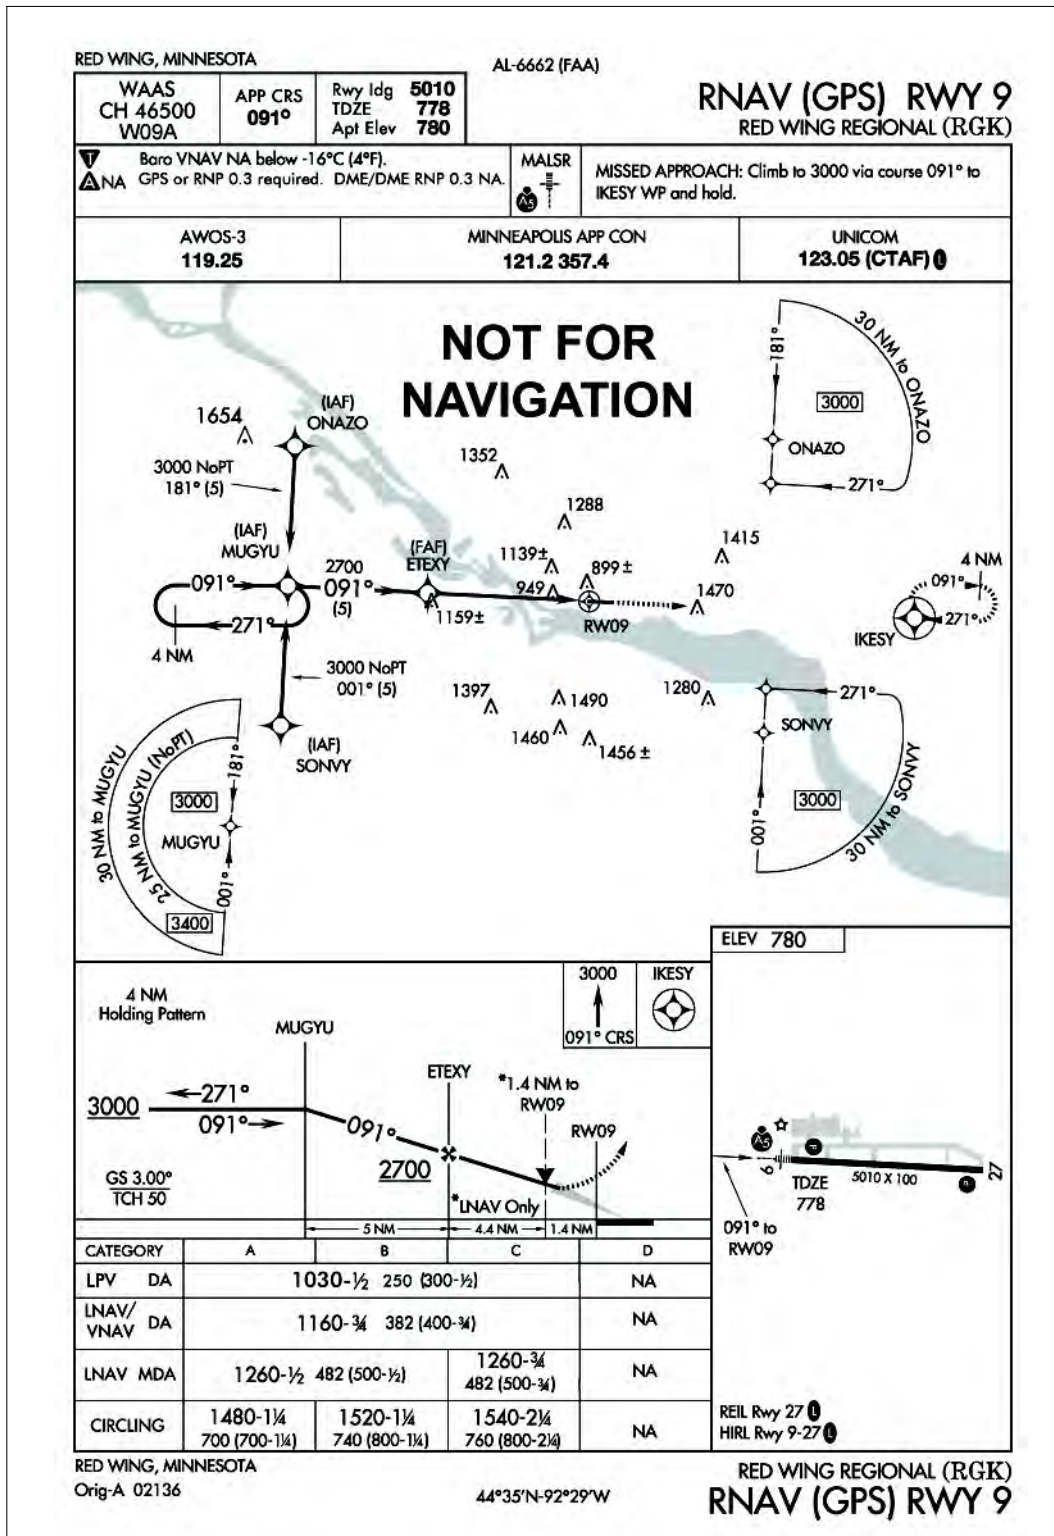 RED WING, MINNESOTA
AL-6662 (FAA)
WAAS
CH 46500
W09A
APP CRS
091°
Rwy ldg 5010
TDZE 778
Apt Elev 780
RNAV (GPS) RWY 9
RED WING REGIONAL (RGK)
T
A NA
Baro VNAV NA below -16°C (4°F).
GPS or RNP 0.3 required. DME/DME RNP 0.3 NA.
MALSR
A5
MISSED APPROACH: Climb to 3000 via course 091° to
IKESY WP and hold.
AWOS-3
119.25
MINNEAPOLIS APP CON
121.2 357.4
UNICOM
123.05 (CTAF) L
NOT FOR
NAVIGATION
30 NM to ONAZO
181°
3000
ONAZO
271°
1654
(IAF)
ONAZO
3000 NoPT
181° (5)
1352
1288
(IAF)
MUGYU
2700
091°
(5)
(FAF)
ETEXY
1139±
899±
949
1159±
1415
1470
RW09
091°
271°
4 NM
4 NM
091°
271°
IKESY
3000 NoPT
001° (5)
(IAF)
SONVY
1397
1490
1460
1456±
1280
271°
SONVY
3000
001°
30 NM to SONVY
30 NM to MUGYU
25 NM to MUGYU (NoPT)
181°
3000
MUGYU
001°
3400
ELEV 780
4 NM
Holding Pattern
MUGYU
3000
091° CRS
IKESY
ETEXY
*1.4 NM to
RW09
RW09
271°
3000
091°
091°
2700
GS 3.00°
TCH 50
*LNAV Only
5 NM
4.4 NM
1.4 NM
A5
P
9
TDZE
778
5010 X 100
P
27
091° to
RW09
CATEGORY A B C D
LPV DA 1030-½ 250 (300-½) NA
LNAV/
VNAV DA 1160-¾ 382 (400-¾) NA
LNAV MDA 1260-½ 482 (500-½) 1260-¾
482 (500-¾) NA
CIRCLING 1480-1¼ 1520-1¼ 1540-2¼ NA
700 (700-1¼) 740 (800-1¼) 760 (800-2¼)
REIL Rwy 27 L
HIRL Rwy 9-27 L
RED WING, MINNESOTA
Orig-A 02136
44°35'N-92°29'W
RED WING REGIONAL (RGK)
RNAV (GPS) RWY 9